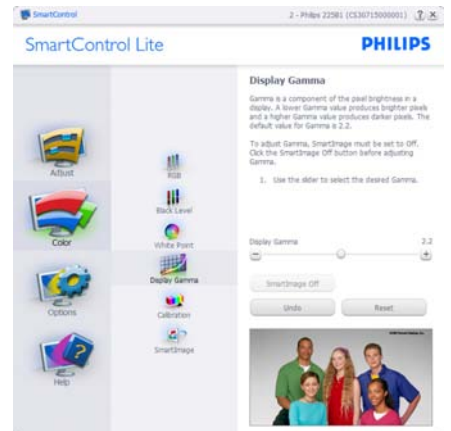 SmartControl
2 - Philips 225B1 (CS30715000001)
SmartControl Lite
PHILIPS
Adjust
Color
Options
Help
RGB
Black Level
White Point
Display Gamma
Calibration
SmartImage
Display Gamma
Gamma is a component of the pixel brightness in a
display. A lower Gamma value produces brighter pixels
and a higher Gamma value produces darker pixels. The
default value for Gamma is 2.2.
To adjust Gamma, SmartImage must be set to Off.
Click the SmartImage Off button before adjusting
Gamma.
1. Use the slider to select the desired Gamma.
Display Gamma 2.2
SmartImage Off
Undo Reset